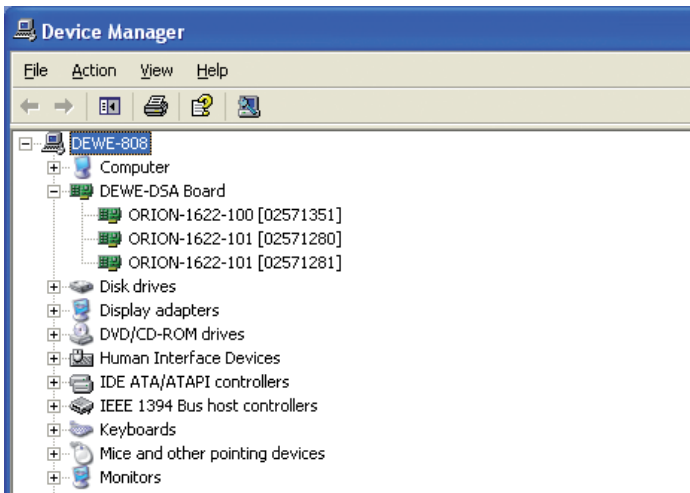 Device Manager
File Action View Help
DEWE-808
Computer
DEWE-DSA Board
ORION-1622-100 [02571351]
ORION-1622-101 [02571280]
ORION-1622-101 [02571281]
Disk drives
Display adapters
DVD/CD-ROM drives
Human Interface Devices
IDE ATA/ATAPI controllers
IEEE 1394 Bus host controllers
Keyboards
Mice and other pointing devices
Monitors